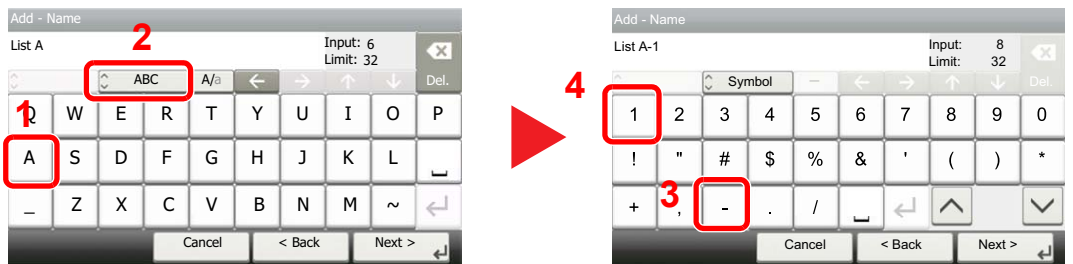 Add - Name
List A
Input: 6
Limit: 32
2
ABC
A/a
← → ↑ ↓ Del.
1
Q W E R T Y U I O P
A S D F G H J K L ⎵
_ Z X C V B N M ~
Cancel < Back Next >
Add - Name
List A-1
Input: 8
Limit: 32
Symbol
– ← → ↑ ↓ Del.
4
1 2 3 4 5 6 7 8 9 0
! " # $ % & ' ( ) *
3
+ , - . / ⎵
Cancel < Back Next >